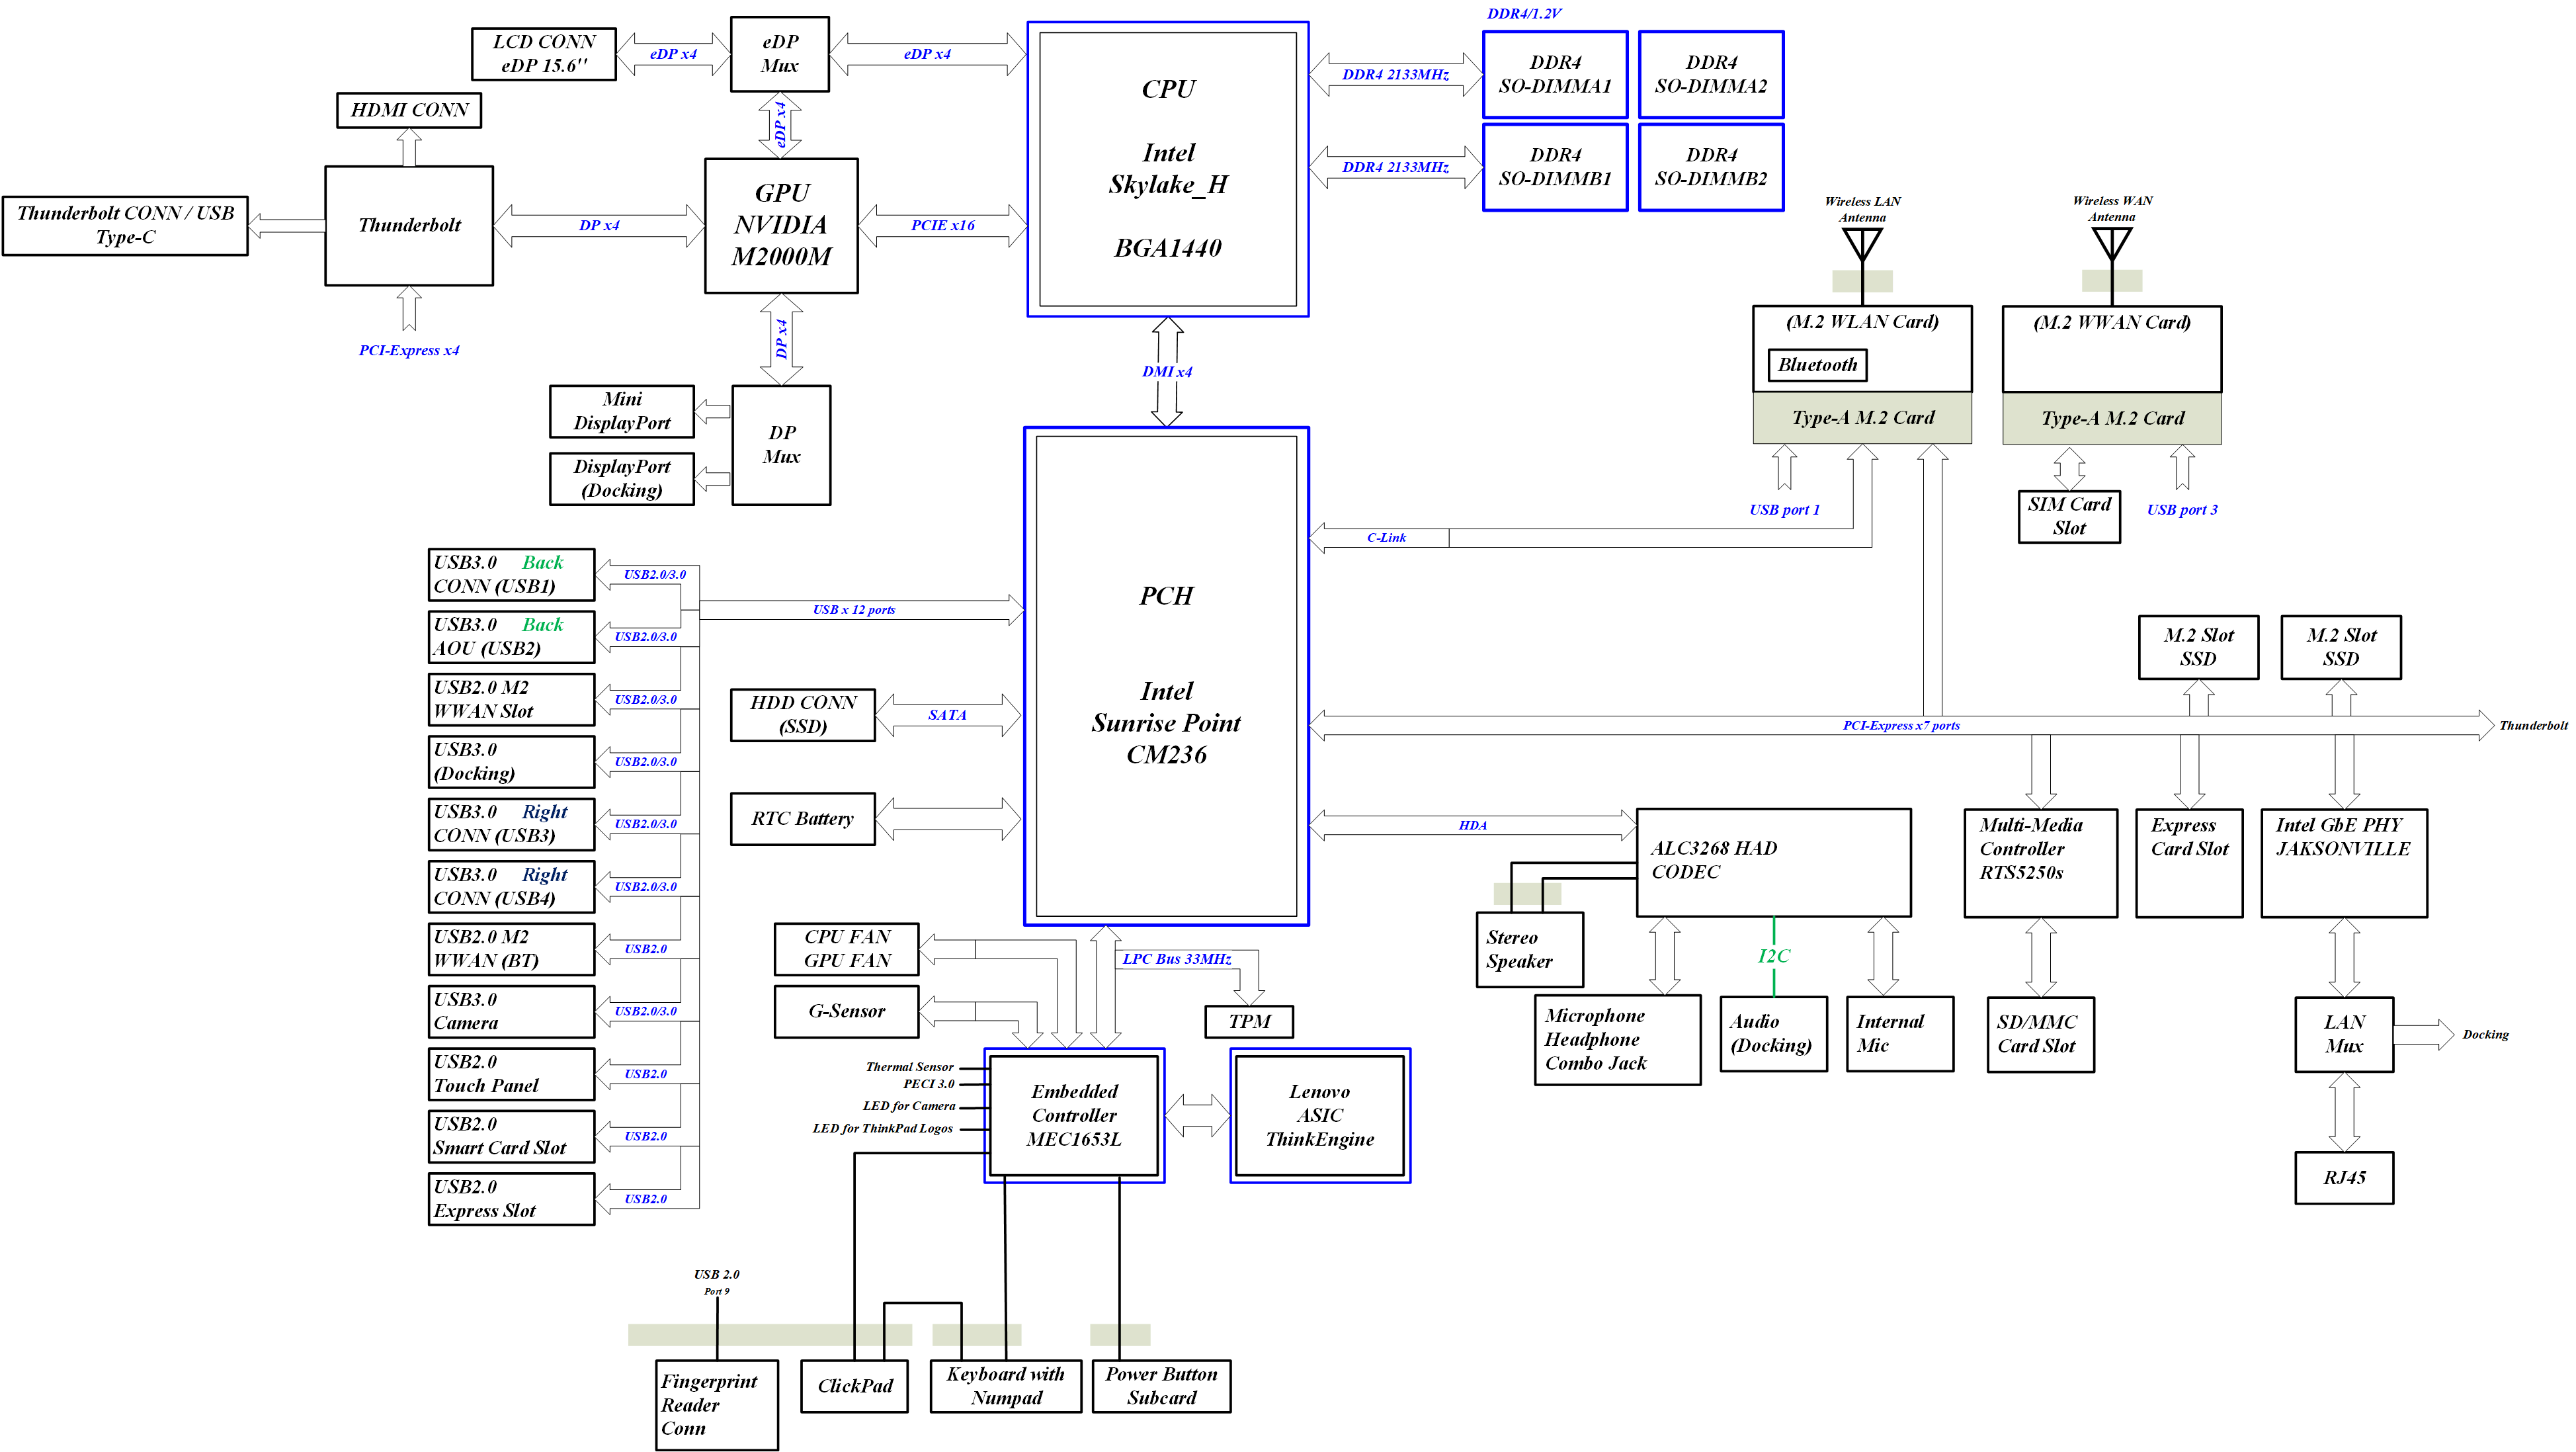 DDR4/1.2V
LCD CONN
eDP 15.6"
eDP x4
eDP
Mux
eDP x4
HDMI CONN
eDP x4
CPU
Intel
Skylake_H
BGA1440
DDR4 2133MHz
DDR4
SO-DIMMA1
DDR4
SO-DIMMA2
DDR4 2133MHz
DDR4
SO-DIMMB1
DDR4
SO-DIMMB2
Thunderbolt CONN / USB
Type-C
Thunderbolt
DP x4
GPU
NVIDIA
M2000M
PCIE x16
PCI-Express x4
DP x4
DMI x4
Mini
DisplayPort
DisplayPort
(Docking)
DP
Mux
Wireless LAN
Antenna
Wireless WAN
Antenna
(M.2 WLAN Card)
Bluetooth
Type-A M.2 Card
(M.2 WWAN Card)
Type-A M.2 Card
USB port 1
SIM Card
Slot
USB port 3
C-Link
PCH
Intel
Sunrise Point
CM236
USB3.0 Back
CONN (USB1)
USB2.0/3.0
USB x 12 ports
USB3.0 Back
AOU (USB2)
USB2.0/3.0
USB2.0 M2
WWAN Slot
USB2.0/3.0
USB3.0
(Docking)
USB2.0/3.0
USB3.0 Right
CONN (USB3)
USB2.0/3.0
USB3.0 Right
CONN (USB4)
USB2.0/3.0
USB2.0 M2
WWAN (BT)
USB2.0
USB3.0
Camera
USB2.0/3.0
USB2.0
Touch Panel
USB2.0
USB2.0
Smart Card Slot
USB2.0
USB2.0
Express Slot
USB2.0
HDD CONN
(SSD)
SATA
RTC Battery
M.2 Slot
SSD
M.2 Slot
SSD
PCI-Express x7 ports
Thunderbolt
HDA
ALC3268 HAD
CODEC
Multi-Media
Controller
RTS5250s
Express
Card Slot
Intel GbE PHY
JAKSONVILLE
Stereo
Speaker
I2C
Microphone
Headphone
Combo Jack
Audio
(Docking)
Internal
Mic
SD/MMC
Card Slot
LAN
Mux
Docking
RJ45
CPU FAN
GPU FAN
LPC Bus 33MHz
G-Sensor
TPM
Thermal Sensor
PECI 3.0
LED for Camera
LED for ThinkPad Logos
Embedded
Controller
MEC1653L
Lenovo
ASIC
ThinkEngine
USB 2.0
Port 9
Fingerprint
Reader
Conn
ClickPad
Keyboard with
Numpad
Power Button
Subcard